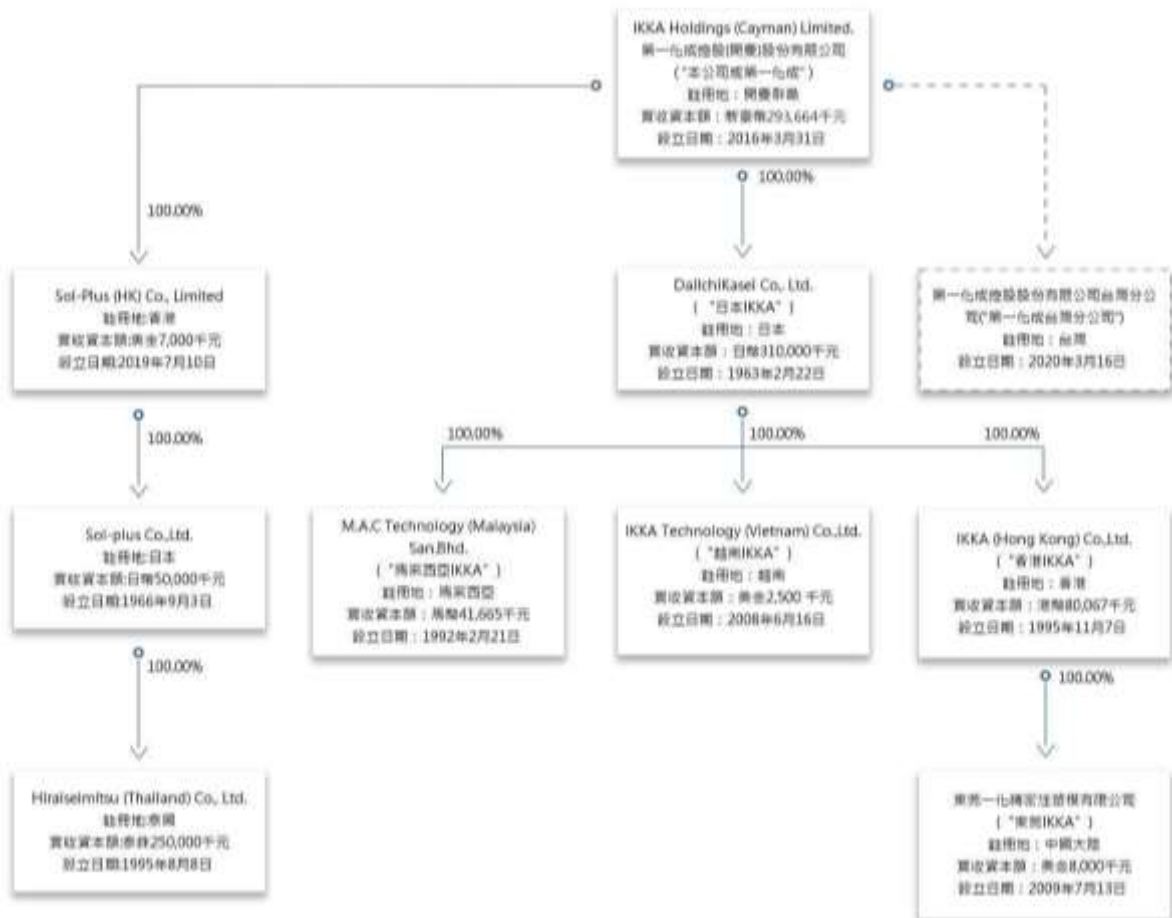 IKKA Holdings (Cayman) Limited.
第一化成控股(開曼)股份有限公司
("本公司或第一化成")
註冊地：開曼群島
實收資本額：新臺幣293,664千元
設立日期：2016年3月31日
100.00%
100.00%
Sol-Plus (HK) Co., Limited
註冊地:香港
實收資本額:美金7,000千元
設立日期:2019年7月10日
DaiichiKasei Co., Ltd.
( "日本IKKA" )
註冊地：日本
實收資本額：日幣310,000千元
設立日期：1963年2月22日
第一化成控股股份有限公司台灣分公
司("第一化成台灣分公司")
註冊地：台灣
設立日期：2020年3月16日
100.00%
100.00%
100.00%
100.00%
Sol-plus Co.,Ltd.
註冊地:日本
實收資本額:日幣50,000千元
設立日期:1966年9月3日
M.A.C Technology (Malaysia)
San.Bhd.
( "馬來西亞IKKA" )
註冊地：馬來西亞
實收資本額：馬幣41,665千元
設立日期：1992年2月21日
IKKA Technology (Vietnam) Co.,Ltd.
( "越南IKKA" )
註冊地：越南
實收資本額：美金2,500 千元
設立日期：2008年6月16日
IKKA (Hong Kong) Co.,Ltd.
( "香港IKKA" )
註冊地：香港
實收資本額：港幣80,067千元
設立日期：1995年11月7日
100.00%
100.00%
Hiraiseimitsu (Thailand) Co., Ltd.
註冊地:泰國
實收資本額:泰銖250,000千元
設立日期:1995年8月8日
東莞一化精密注塑模有限公司
( "東莞IKKA" )
註冊地：中國大陸
實收資本額：美金8,000千元
設立日期：2009年7月13日